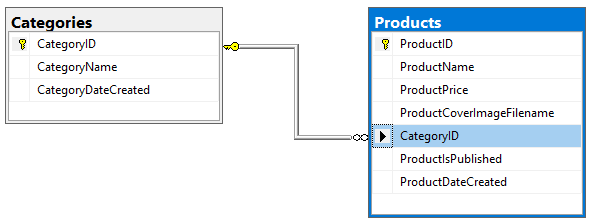 Categories
CategoryID
CategoryName
CategoryDateCreated
Products
ProductID
ProductName
ProductPrice
ProductCoverImageFilename
CategoryID
ProductIsPublished
ProductDateCreated